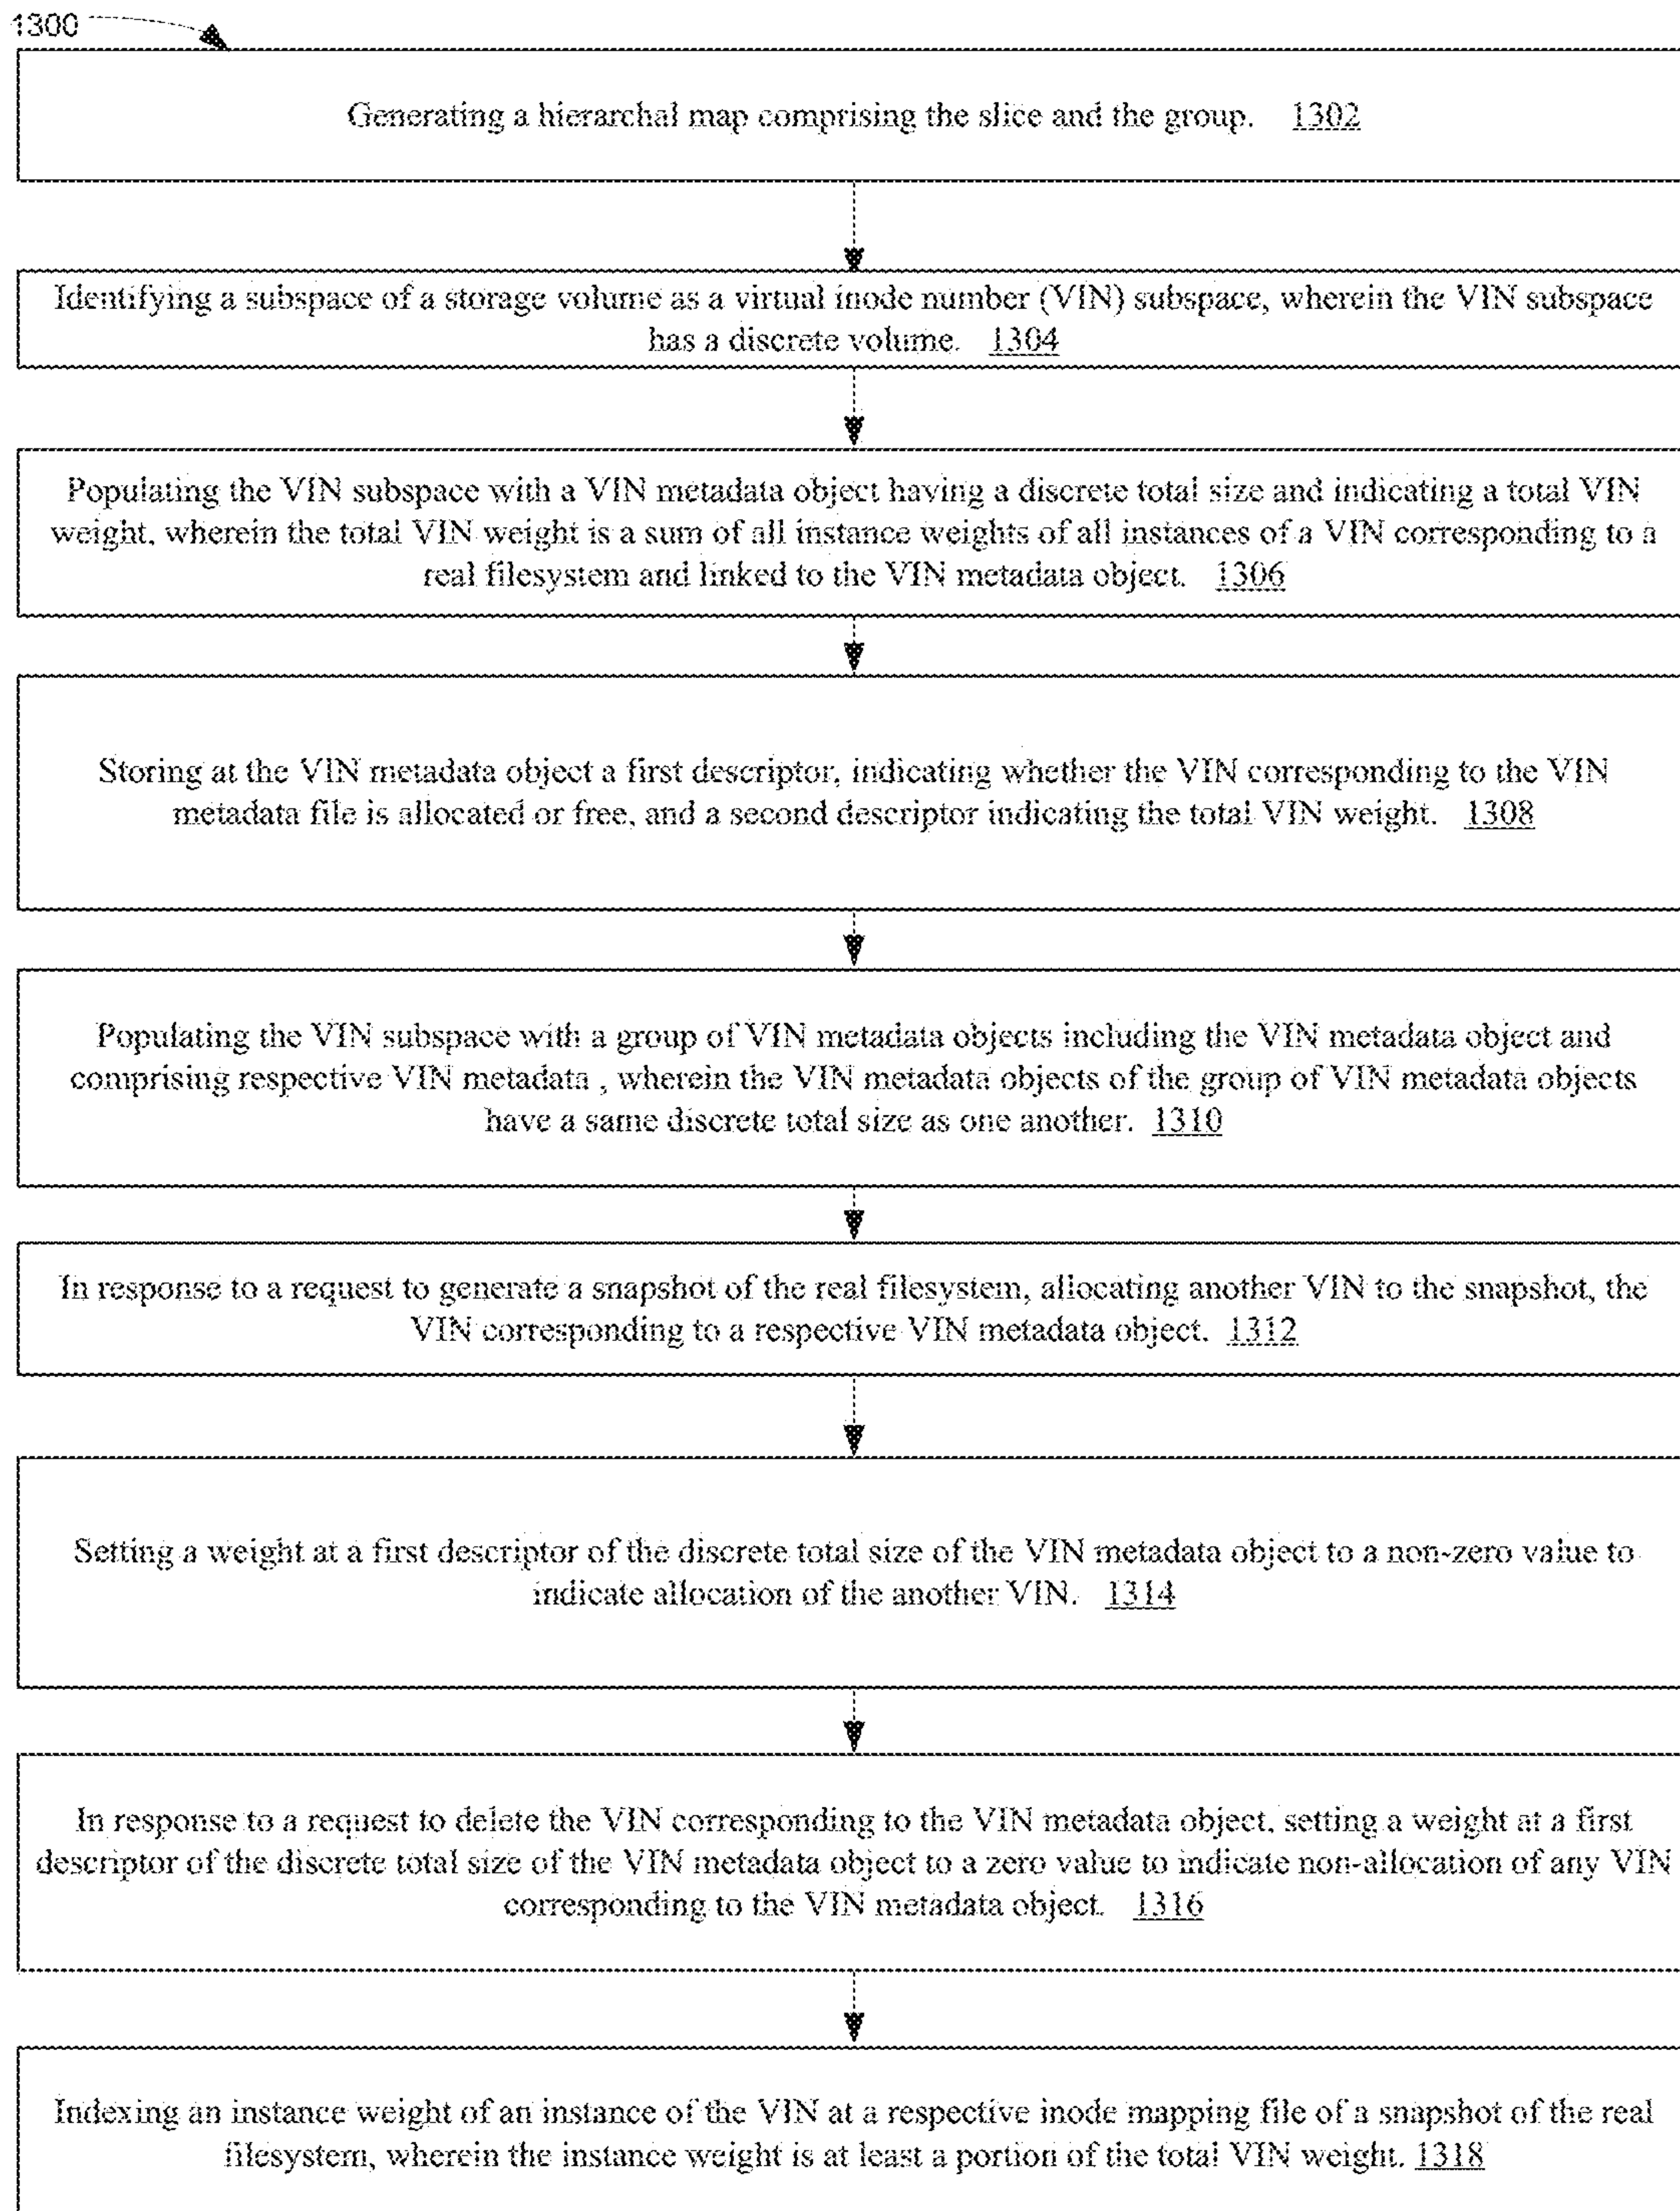 1300
Generating a hierarchal map comprising the slice and the group. 1302
Identifying a subspace of a storage volume as a virtual inode number (VIN) subspace, wherein the VIN subspace
has a discrete volume. 1304
Populating the VIN subspace with a VIN metadata object having a discrete total size and indicating a total VIN
weight, wherein the total VIN weight is a sum of all instance weights of all instances of a VIN corresponding to a
real filesystem and linked to the VIN metadata object. 1306
Storing at the VIN metadata object a first descriptor, indicating whether the VIN corresponding to the VIN
metadata file is allocated or free, and a second descriptor indicating the total VIN weight. 1308
Populating the VIN subspace with a group of VIN metadata objects including the VIN metadata object and
comprising respective VIN metadata , wherein the VIN metadata objects of the group of VIN metadata objects
have a same discrete total size as one another. 1310
In response to a request to generate a snapshot of the real filesystem, allocating another VIN to the snapshot, the
VIN corresponding to a respective VIN metadata object. 1312
Setting a weight at a first descriptor of the discrete total size of the VIN metadata object to a non-zero value to
indicate allocation of the another VIN. 1314
In response to a request to delete the VIN corresponding to the VIN metadata object, setting a weight at a first
descriptor of the discrete total size of the VIN metadata object to a zero value to indicate non-allocation of any VIN
corresponding to the VIN metadata object. 1316
Indexing an instance weight of an instance of the VIN at a respective inode mapping file of a snapshot of the real
filesystem, wherein the instance weight is at least a portion of the total VIN weight. 1318